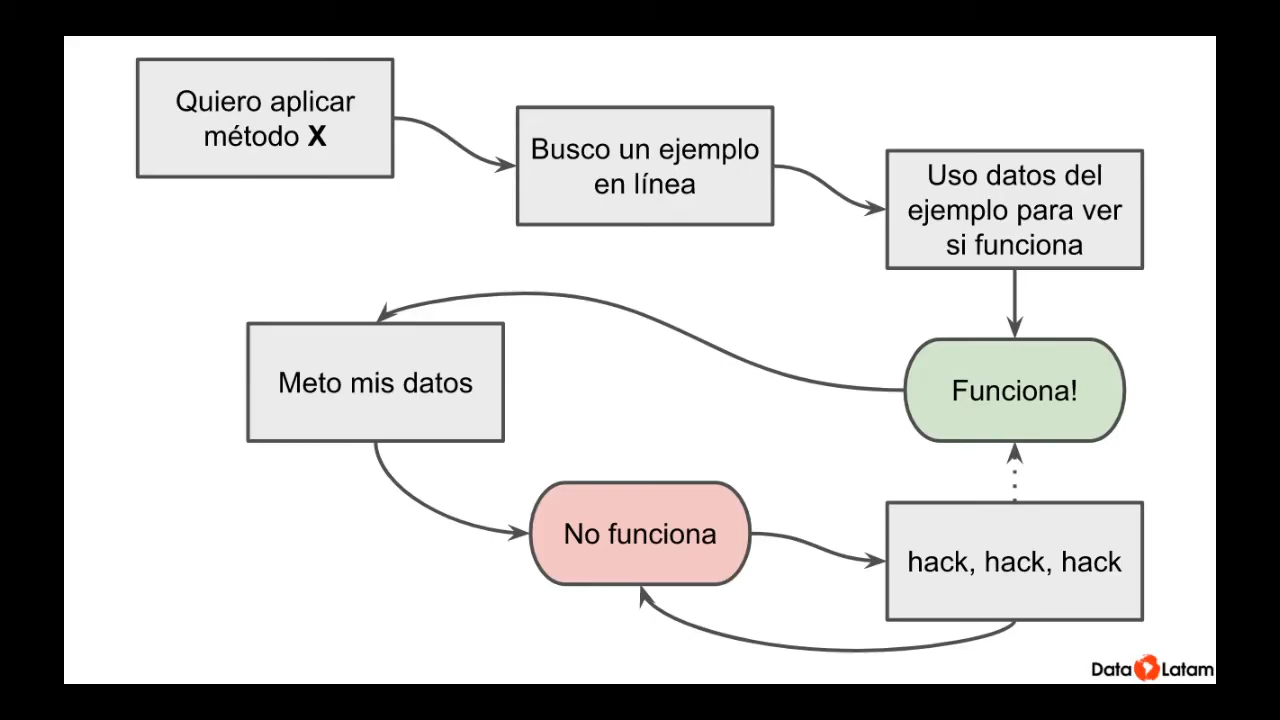 Quiero aplicar
método X
Busco un ejemplo
en línea
Uso datos del
ejemplo para ver
si funciona
Meto mis datos
Funciona!
No funciona
hack, hack, hack
Data Latam